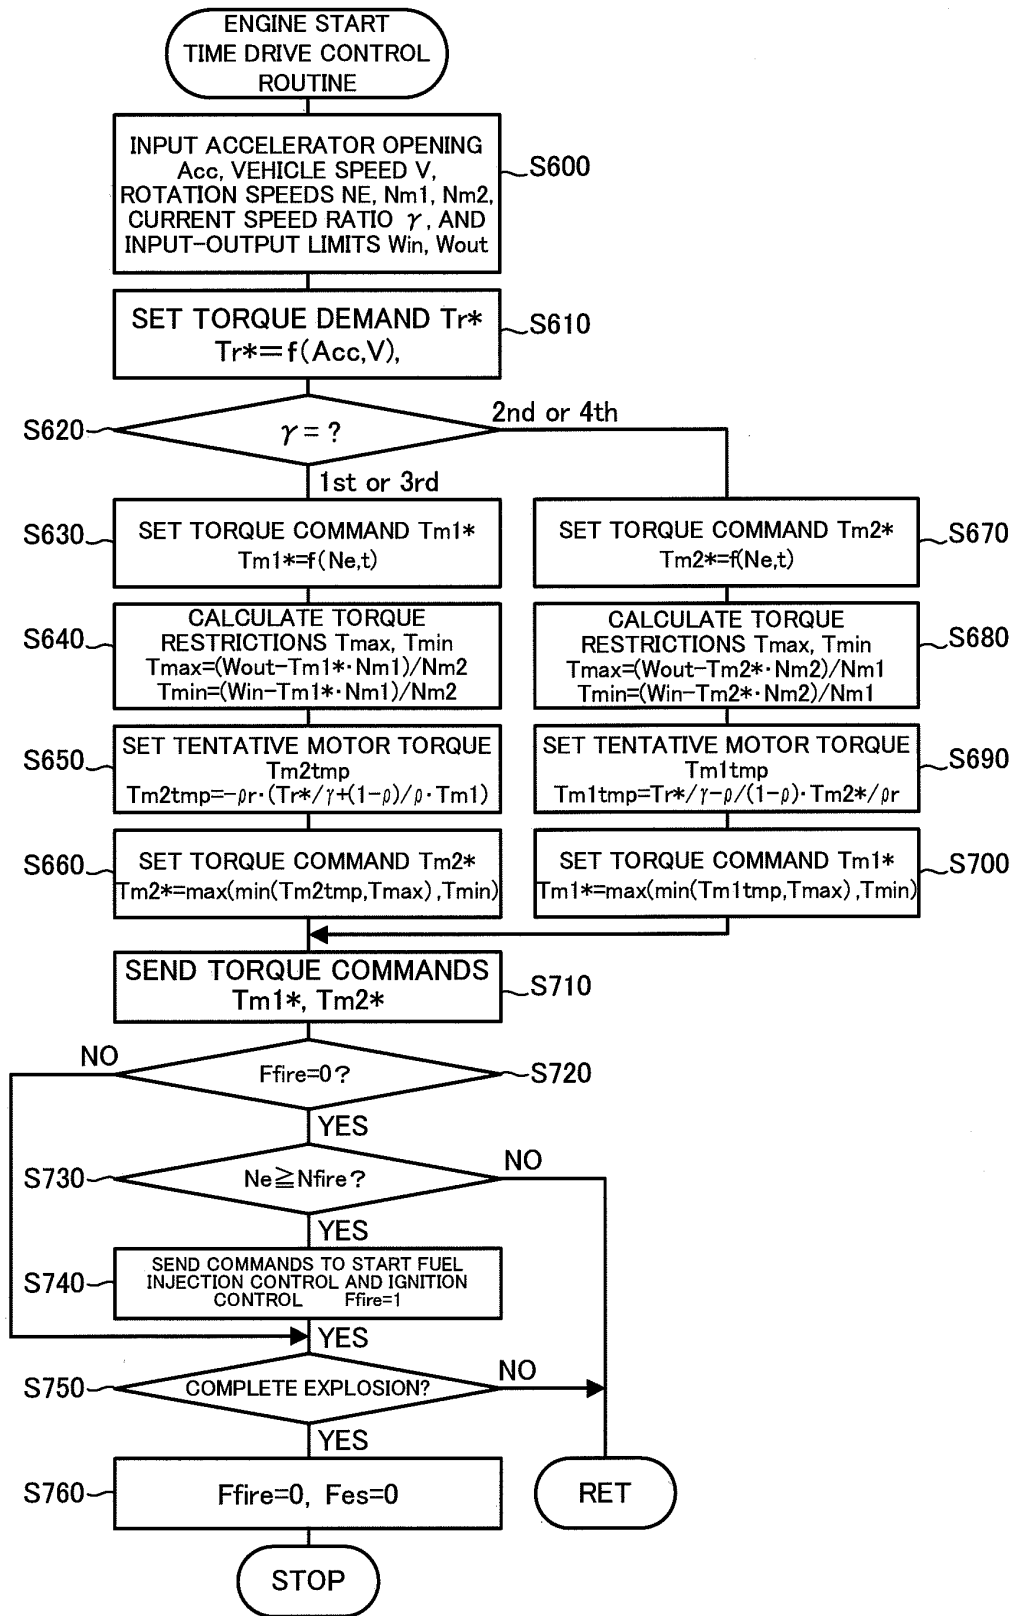 ENGINE START
TIME DRIVE CONTROL
ROUTINE
INPUT ACCELERATOR OPENING
Acc, VEHICLE SPEED V,
ROTATION SPEEDS NE, Nm1, Nm2,
CURRENT SPEED RATIO γ, AND
INPUT-OUTPUT LIMITS Win, Wout
S600
SET TORQUE DEMAND Tr*
Tr*=f(Acc,V),
S610
S620
γ=?
2nd or 4th
1st or 3rd
S630
SET TORQUE COMMAND Tm1*
Tm1*=f(Ne,t)
SET TORQUE COMMAND Tm2*
Tm2*=f(Ne,t)
S670
S640
CALCULATE TORQUE
RESTRICTIONS Tmax, Tmin
Tmax=(Wout-Tm1*·Nm1)/Nm2
Tmin=(Win-Tm1*·Nm1)/Nm2
CALCULATE TORQUE
RESTRICTIONS Tmax, Tmin
Tmax=(Wout-Tm2*·Nm2)/Nm1
Tmin=(Win-Tm2*·Nm2)/Nm1
S680
S650
SET TENTATIVE MOTOR TORQUE
Tm2tmp
Tm2tmp=-ρr·(Tr*/γ+(1-ρ)/ρ·Tm1)
SET TENTATIVE MOTOR TORQUE
Tm1tmp
Tm1tmp=Tr*/γ-ρ/(1-ρ)·Tm2*/ρr
S690
S660
SET TORQUE COMMAND Tm2*
Tm2*=max(min(Tm2tmp,Tmax),Tmin)
SET TORQUE COMMAND Tm1*
Tm1*=max(min(Tm1tmp,Tmax),Tmin)
S700
SEND TORQUE COMMANDS
Tm1*, Tm2*
S710
NO
Ffire=0?
S720
YES
S730
Ne≧Nfire?
NO
YES
S740
SEND COMMANDS TO START FUEL
INJECTION CONTROL AND IGNITION
CONTROL Ffire=1
YES
S750
COMPLETE EXPLOSION?
NO
YES
S760
Ffire=0, Fes=0
RET
STOP